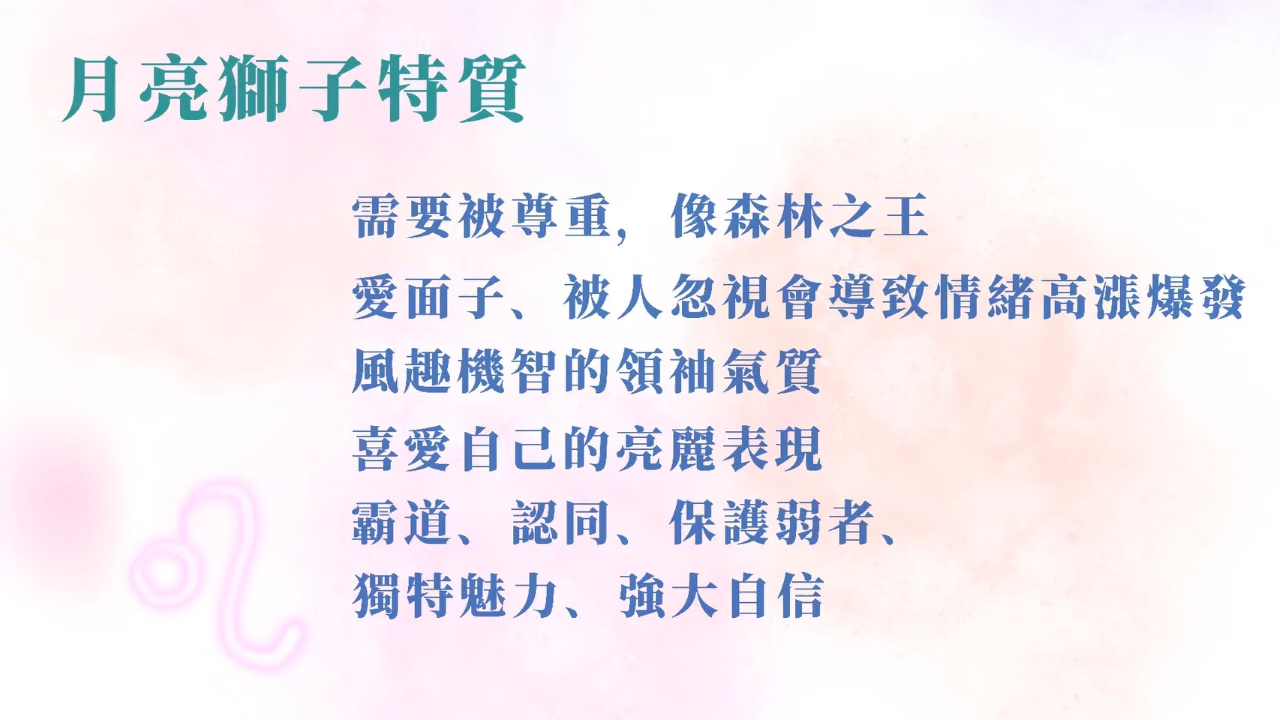 月亮獅子特質
需要被尊重，像森林之王
愛面子、被人忽視會導致情緒高漲爆發
風趣機智的領袖氣質
喜愛自己的亮麗表現
霸道、認同、保護弱者、
獨特魅力、強大自信